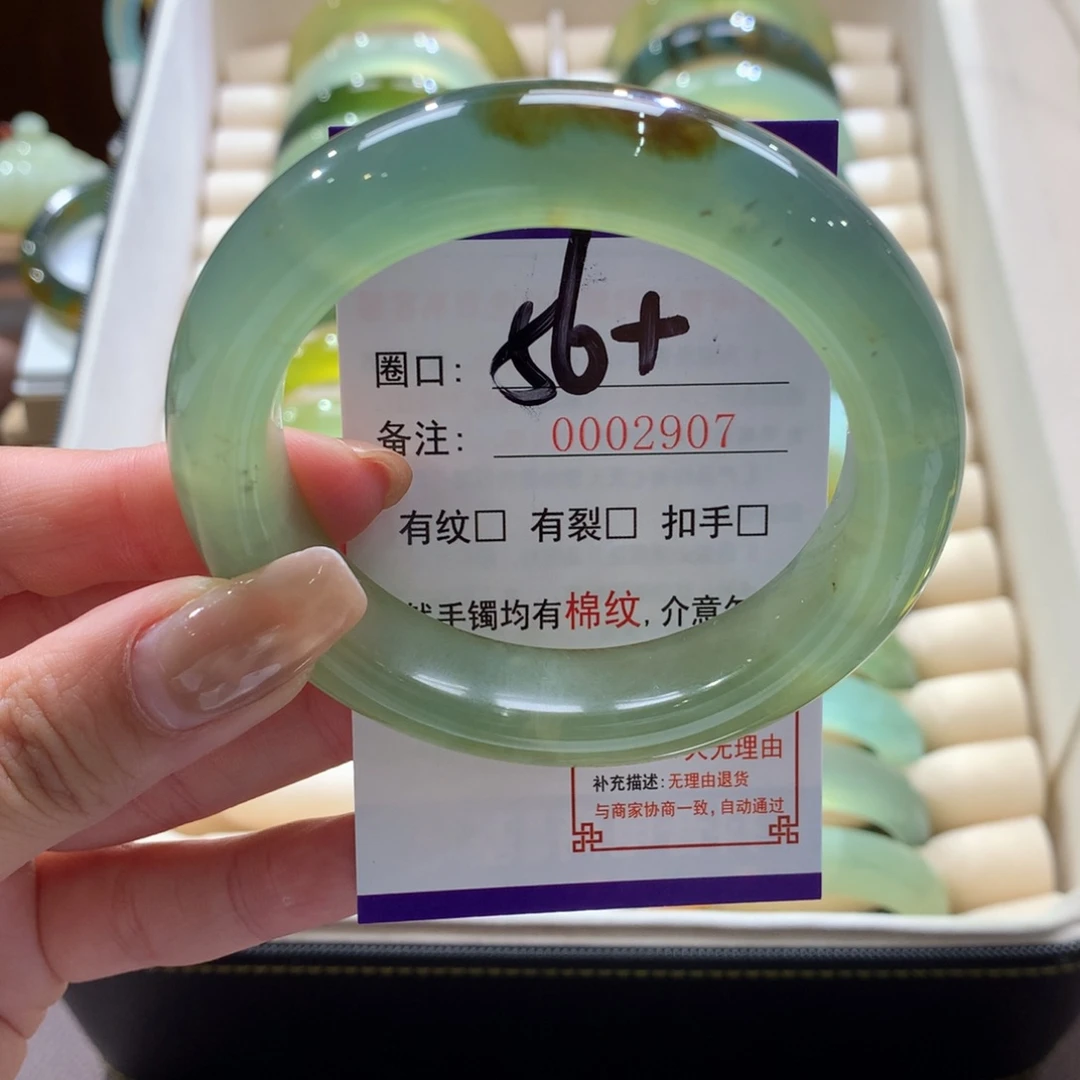 圈口: 56+
备注: 0002907
有纹□ 有裂□ 扣手□
手镯均有棉纹, 介意
无理由
补充描述: 无理由退货
与商家协商一致, 自动通过